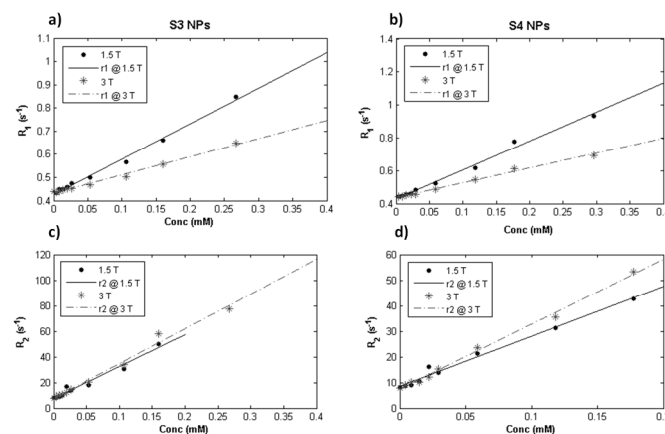 a)
S3 NPs
1.1
1
0.9
0.8
0.7
0.6
0.5
0.4
R₁ (s⁻¹)
1.5 T
r1 @ 1.5 T
3 T
r1 @ 3 T
0
0.05
0.1
0.15
0.2
0.25
0.3
0.35
0.4
Conc (mM)
b)
S4 NPs
1.4
1.2
1
0.8
0.6
0.4
R₁ (s⁻¹)
1.5 T
r1 @ 1.5 T
3 T
r1 @ 3 T
0
0.05
0.1
0.15
0.2
0.25
0.3
0.35
Conc (mM)
c)
120
100
80
60
40
20
0
R₂ (s⁻¹)
1.5 T
r2 @ 1.5 T
3 T
r2 @ 3 T
0
0.05
0.1
0.15
0.2
0.25
0.3
0.35
0.4
Conc (mM)
d)
60
50
40
30
20
10
0
R₂ (s⁻¹)
1.5 T
r2 @ 1.5 T
3 T
r2 @ 3 T
0
0.05
0.1
0.15
Conc (mM)